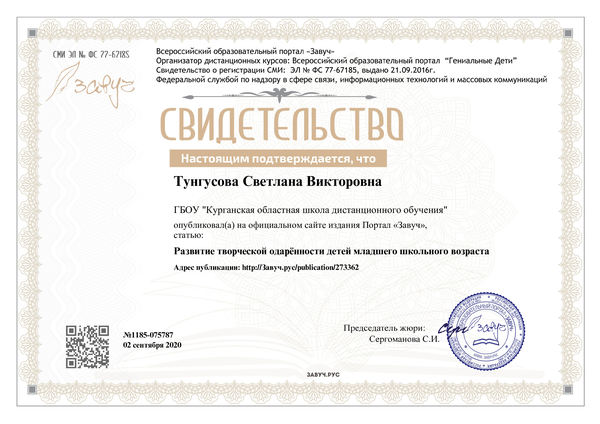 СМИ ЭЛ № ФС 77-67185
Завуч
Всероссийский образовательный портал «Завуч»
Организатор дистанционных курсов: Всероссийский образовательный портал “Гениальные Дети”
Свидетельство о регистрации СМИ: ЭЛ № ФС 77-67185, выдано 21.09.2016г.
Федеральной службой по надзору в сфере связи, информационных технологий и массовых коммуникаций
СВИДЕТЕЛЬСТВО
Настоящим подтверждается, что
Тунгусова Светлана Викторовна
ГБОУ "Курганская областная школа дистанционного обучения"
опубликовал(а) на официальном сайте издания Портал «Завуч»,
статью:
Развитие творческой одарённости детей младшего школьного возраста
Адрес публикации: http://Завуч.рус/publication/273362
№1185-075787
02 сентября 2020
Председатель жюри:
Сергоманова С.И.
Завуч
ЗАВУЧ.РУС